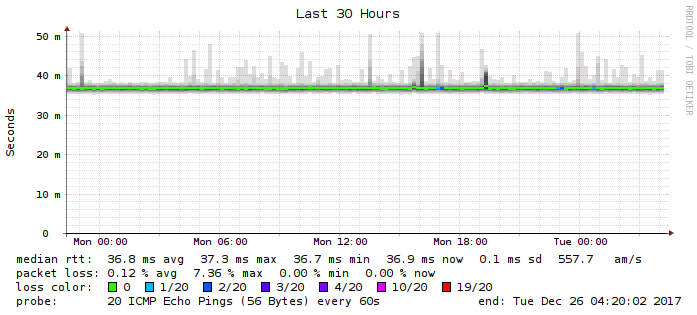 Last 30 Hours
RRDTOOL / TOBI OETIKER
Seconds
50 m
40 m
30 m
20 m
10 m
0
Mon 00:00 Mon 06:00 Mon 12:00 Mon 18:00 Tue 00:00
median rtt: 36.8 ms avg 37.3 ms max 36.7 ms min 36.9 ms now 0.1 ms sd 557.7 am/s
packet loss: 0.12 % avg 7.36 % max 0.00 % min 0.00 % now
loss color: 0 1/20 2/20 3/20 4/20 10/20 19/20
probe: 20 ICMP Echo Pings (56 Bytes) every 60s end: Tue Dec 26 04:20:02 2017